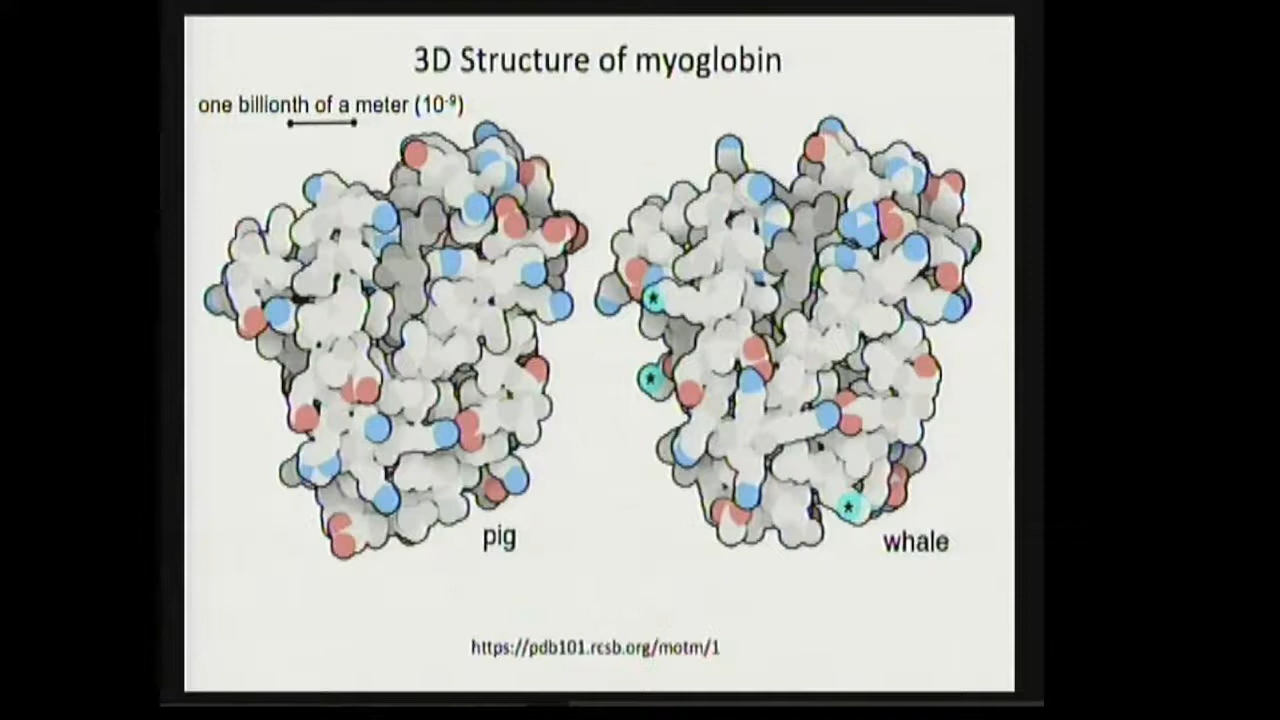 3D Structure of myoglobin
one billionth of a meter (10⁻⁹)
*
*
*
pig
whale
https://pdb101.rcsb.org/motm/1